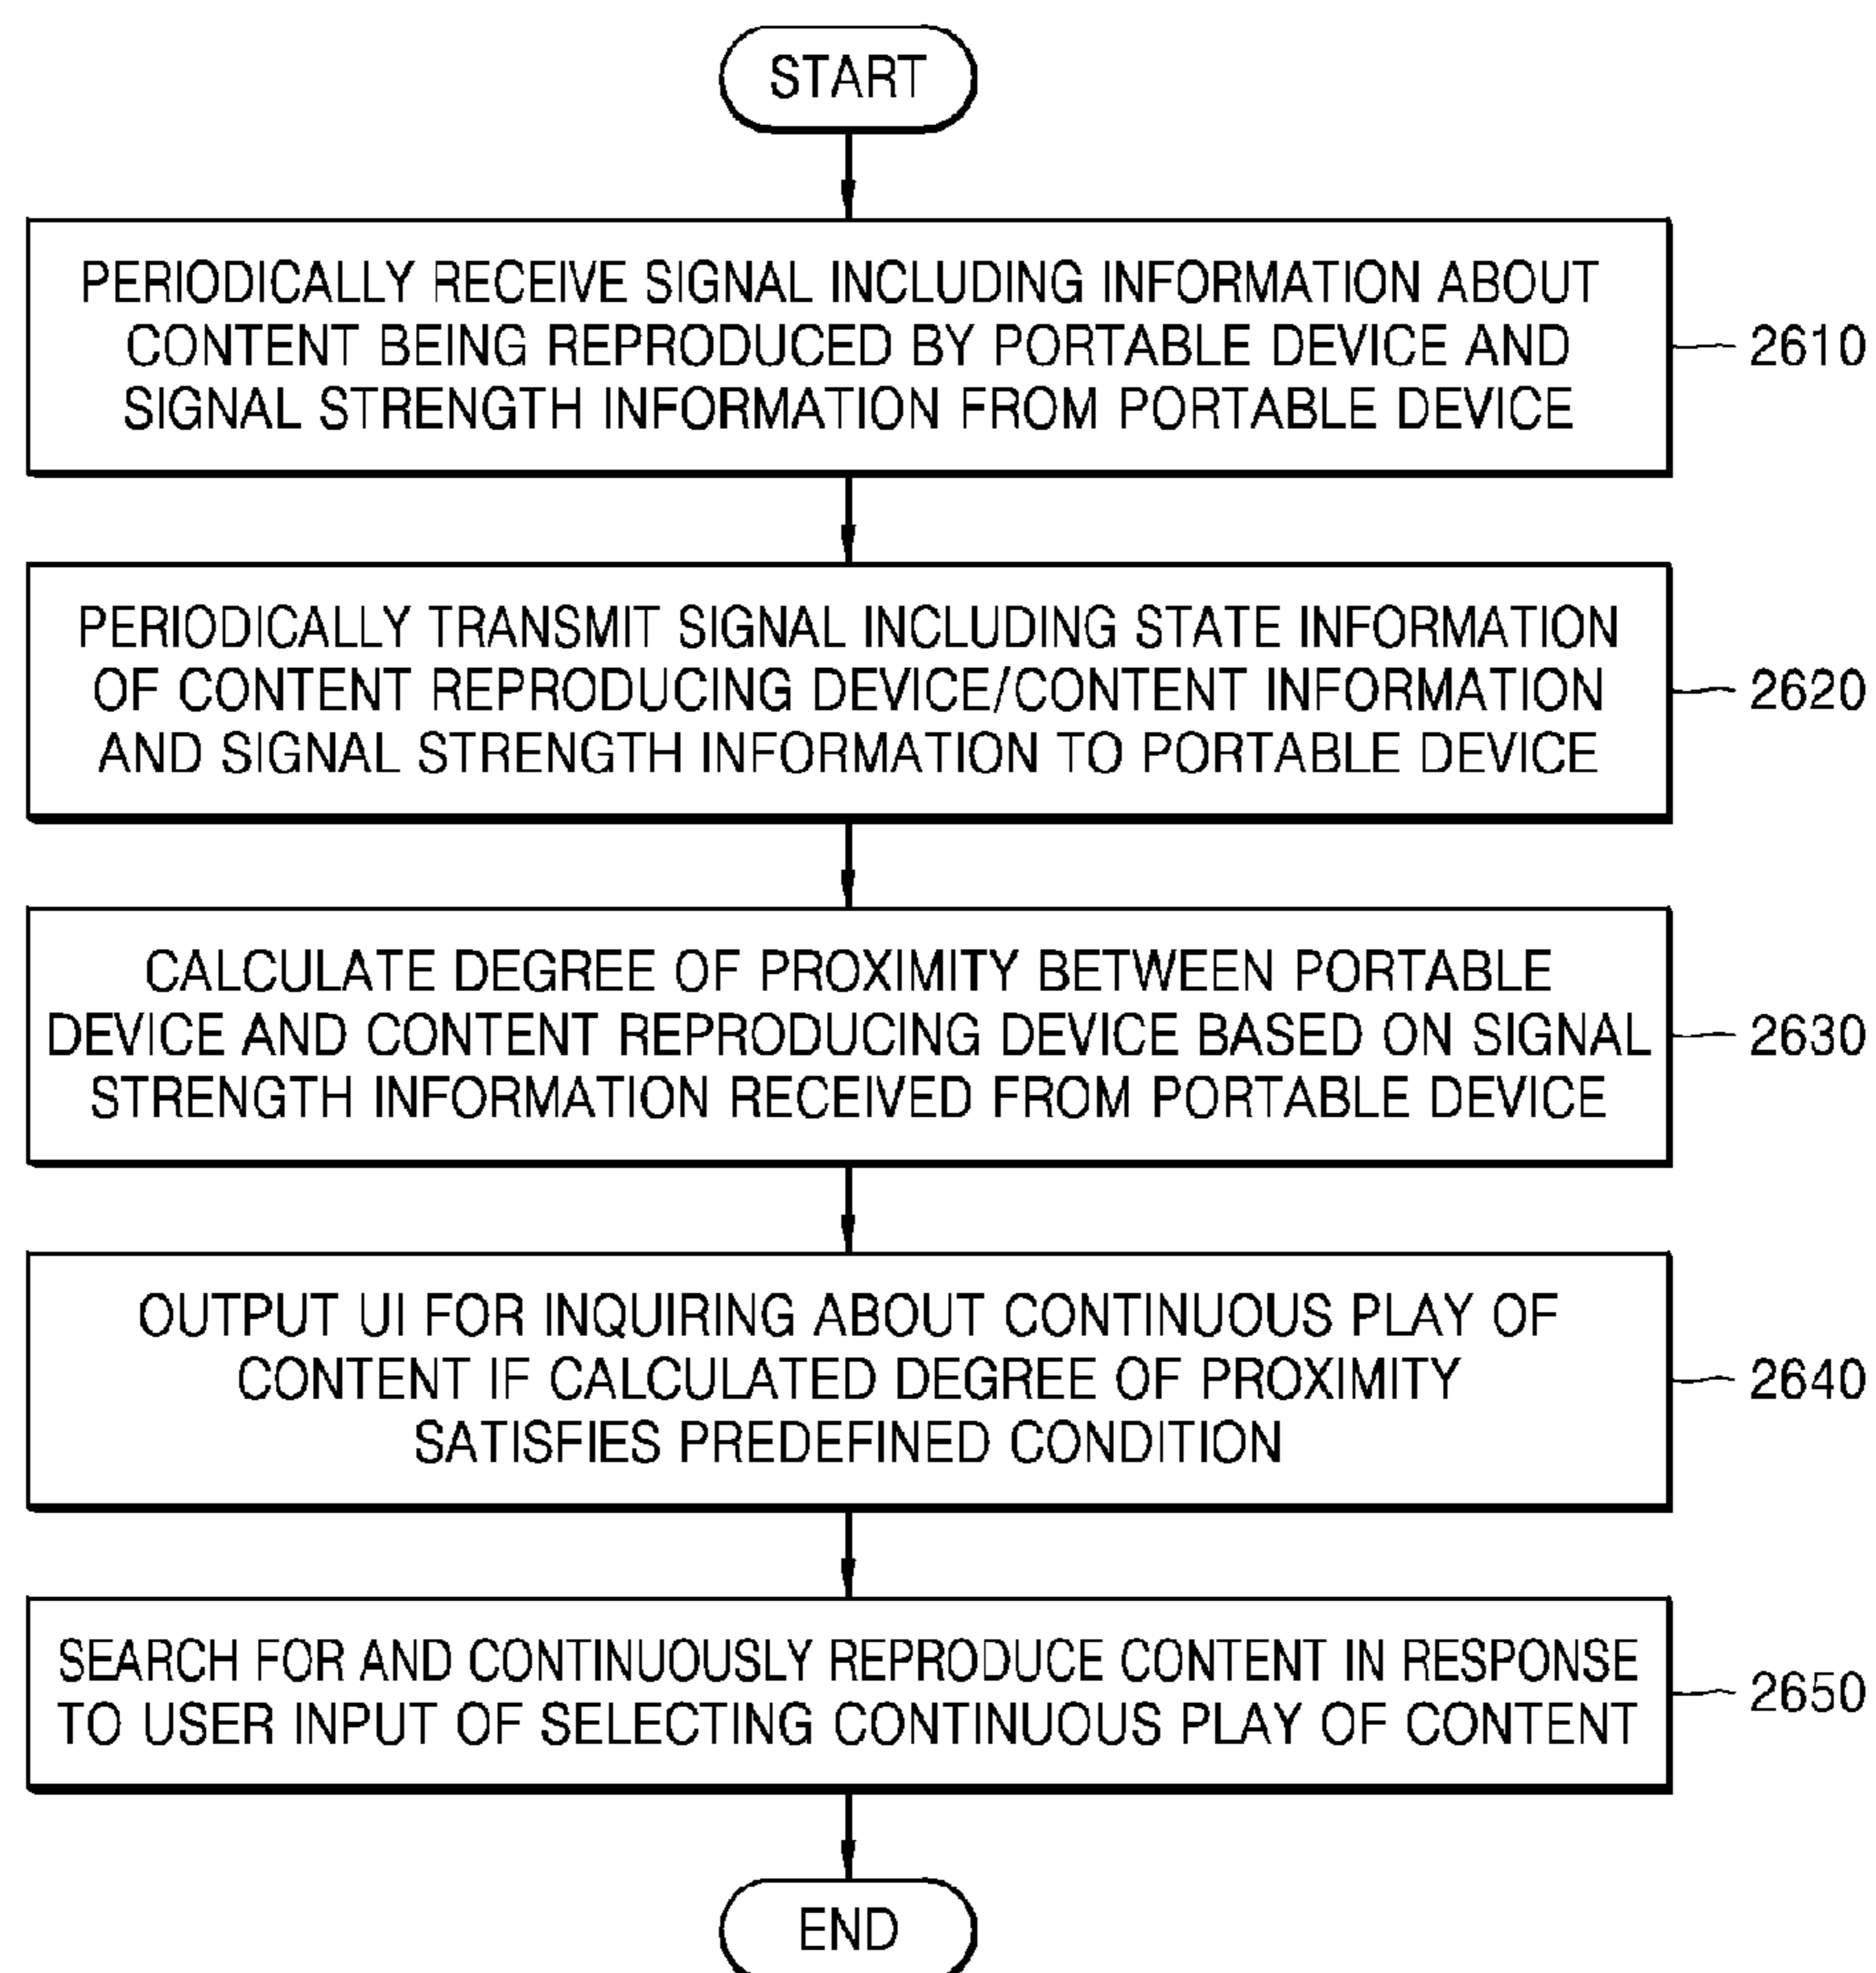 START
PERIODICALLY RECEIVE SIGNAL INCLUDING INFORMATION ABOUT
CONTENT BEING REPRODUCED BY PORTABLE DEVICE AND
SIGNAL STRENGTH INFORMATION FROM PORTABLE DEVICE
2610
PERIODICALLY TRANSMIT SIGNAL INCLUDING STATE INFORMATION
OF CONTENT REPRODUCING DEVICE/CONTENT INFORMATION
AND SIGNAL STRENGTH INFORMATION TO PORTABLE DEVICE
2620
CALCULATE DEGREE OF PROXIMITY BETWEEN PORTABLE
DEVICE AND CONTENT REPRODUCING DEVICE BASED ON SIGNAL
STRENGTH INFORMATION RECEIVED FROM PORTABLE DEVICE
2630
OUTPUT UI FOR INQUIRING ABOUT CONTINUOUS PLAY OF
CONTENT IF CALCULATED DEGREE OF PROXIMITY
SATISFIES PREDEFINED CONDITION
2640
SEARCH FOR AND CONTINUOUSLY REPRODUCE CONTENT IN RESPONSE
TO USER INPUT OF SELECTING CONTINUOUS PLAY OF CONTENT
2650
END